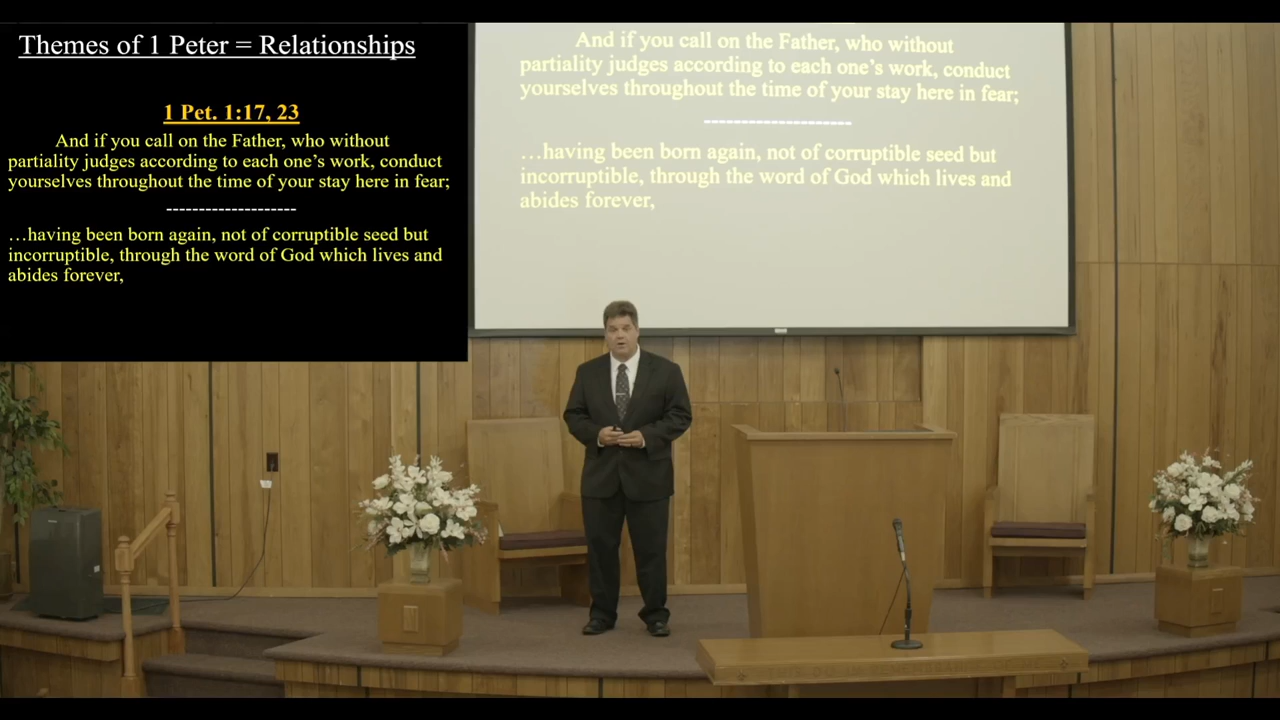 Themes of 1 Peter = Relationships
1 Pet. 1:17, 23
And if you call on the Father, who without
partiality judges according to each one's work, conduct
yourselves throughout the time of your stay here in fear;
--------------------
…having been born again, not of corruptible seed but
incorruptible, through the word of God which lives and
abides forever,
And if you call on the Father, who without
partiality judges according to each one's work, conduct
yourselves throughout the time of your stay here in fear;
--------------------
…having been born again, not of corruptible seed but
incorruptible, through the word of God which lives and
abides forever,